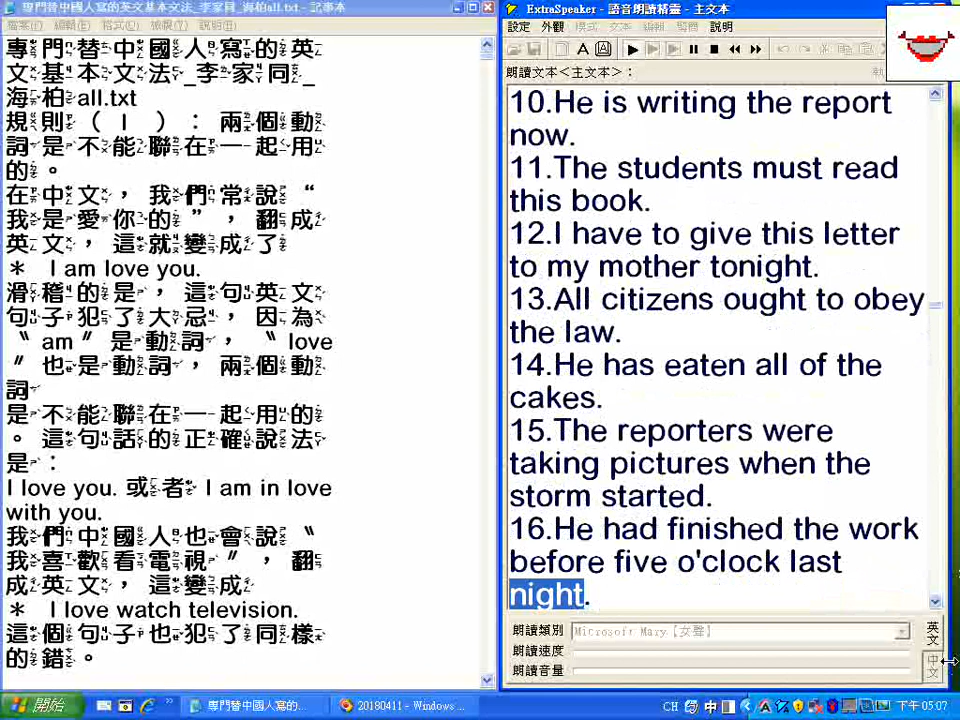 專門替中國人寫的英文基本文法_李家同_海柏all.txt - 記事本
檔案(F) 編輯(E) 格式(O) 檢視(V) 說明(H)
專門替中國人寫的英
文基本文法_李家同_
海柏all.txt
規則(1):兩個動
詞是不能聯在一起用
的。
在中文,我們常說“
我是愛你的”,翻成
英文,這就變成了
* I am love you.
滑稽的是,這句英文
句子犯了大忌,因為
〝am〞是動詞,〝love
〞也是動詞,兩個動
詞
是不能聯在一起用的
。這句話的正確說法
是:
I love you. 或者 I am in love
with you.
我們中國人也會說〝
我喜歡看電視〞,翻
成英文,這變成
* I love watch television.
這個句子也犯了同樣
的錯。
ExtraSpeaker - 語音朗讀精靈 - 主文本
設定 外觀 模式 文本 編輯 幫間 說明
朗讀文本<主文本>:
10.He is writing the report
now.
11.The students must read
this book.
12.I have to give this letter
to my mother tonight.
13.All citizens ought to obey
the law.
14.He has eaten all of the
cakes.
15.The reporters were
taking pictures when the
storm started.
16.He had finished the work
before five o'clock last
night.
朗讀類別 Microsoft Mary【女聲】
朗讀速度
朗讀音量
英文
中文
開始
專門替中國人寫的...
20180411 - Windows ...
CH 中
下午 05:07